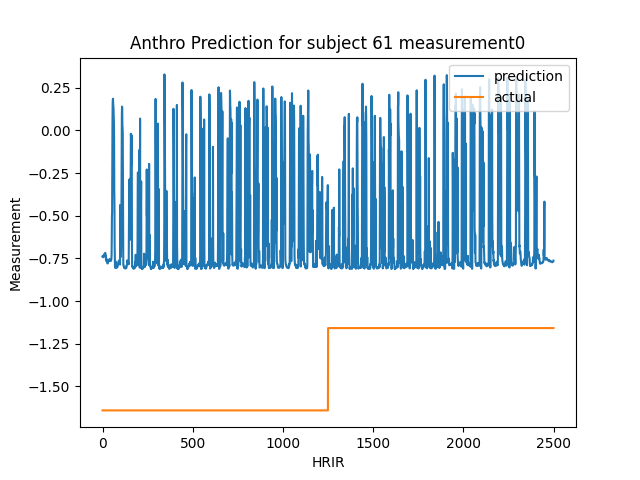 Anthro Prediction for subject 61 measurement0
prediction
actual
Measurement
0.25
0.00
−0.25
−0.50
−0.75
−1.00
−1.25
−1.50
0 500 1000 1500 2000 2500
HRIR